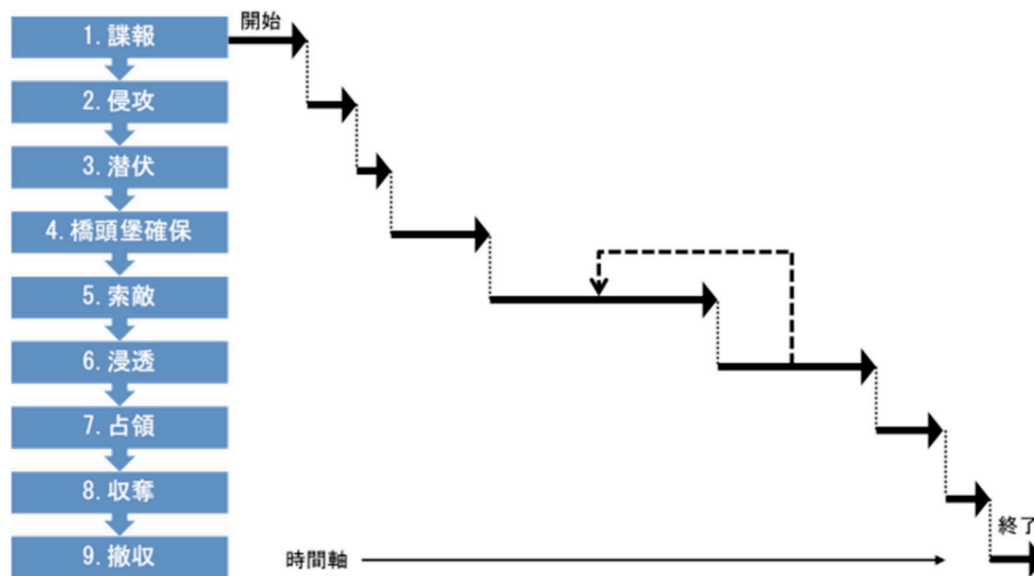 1. 諜報
開始
2. 侵攻
3. 潜伏
4. 橋頭堡確保
5. 索敵
6. 浸透
7. 占領
8. 収奪
終了
9. 撤収
時間軸